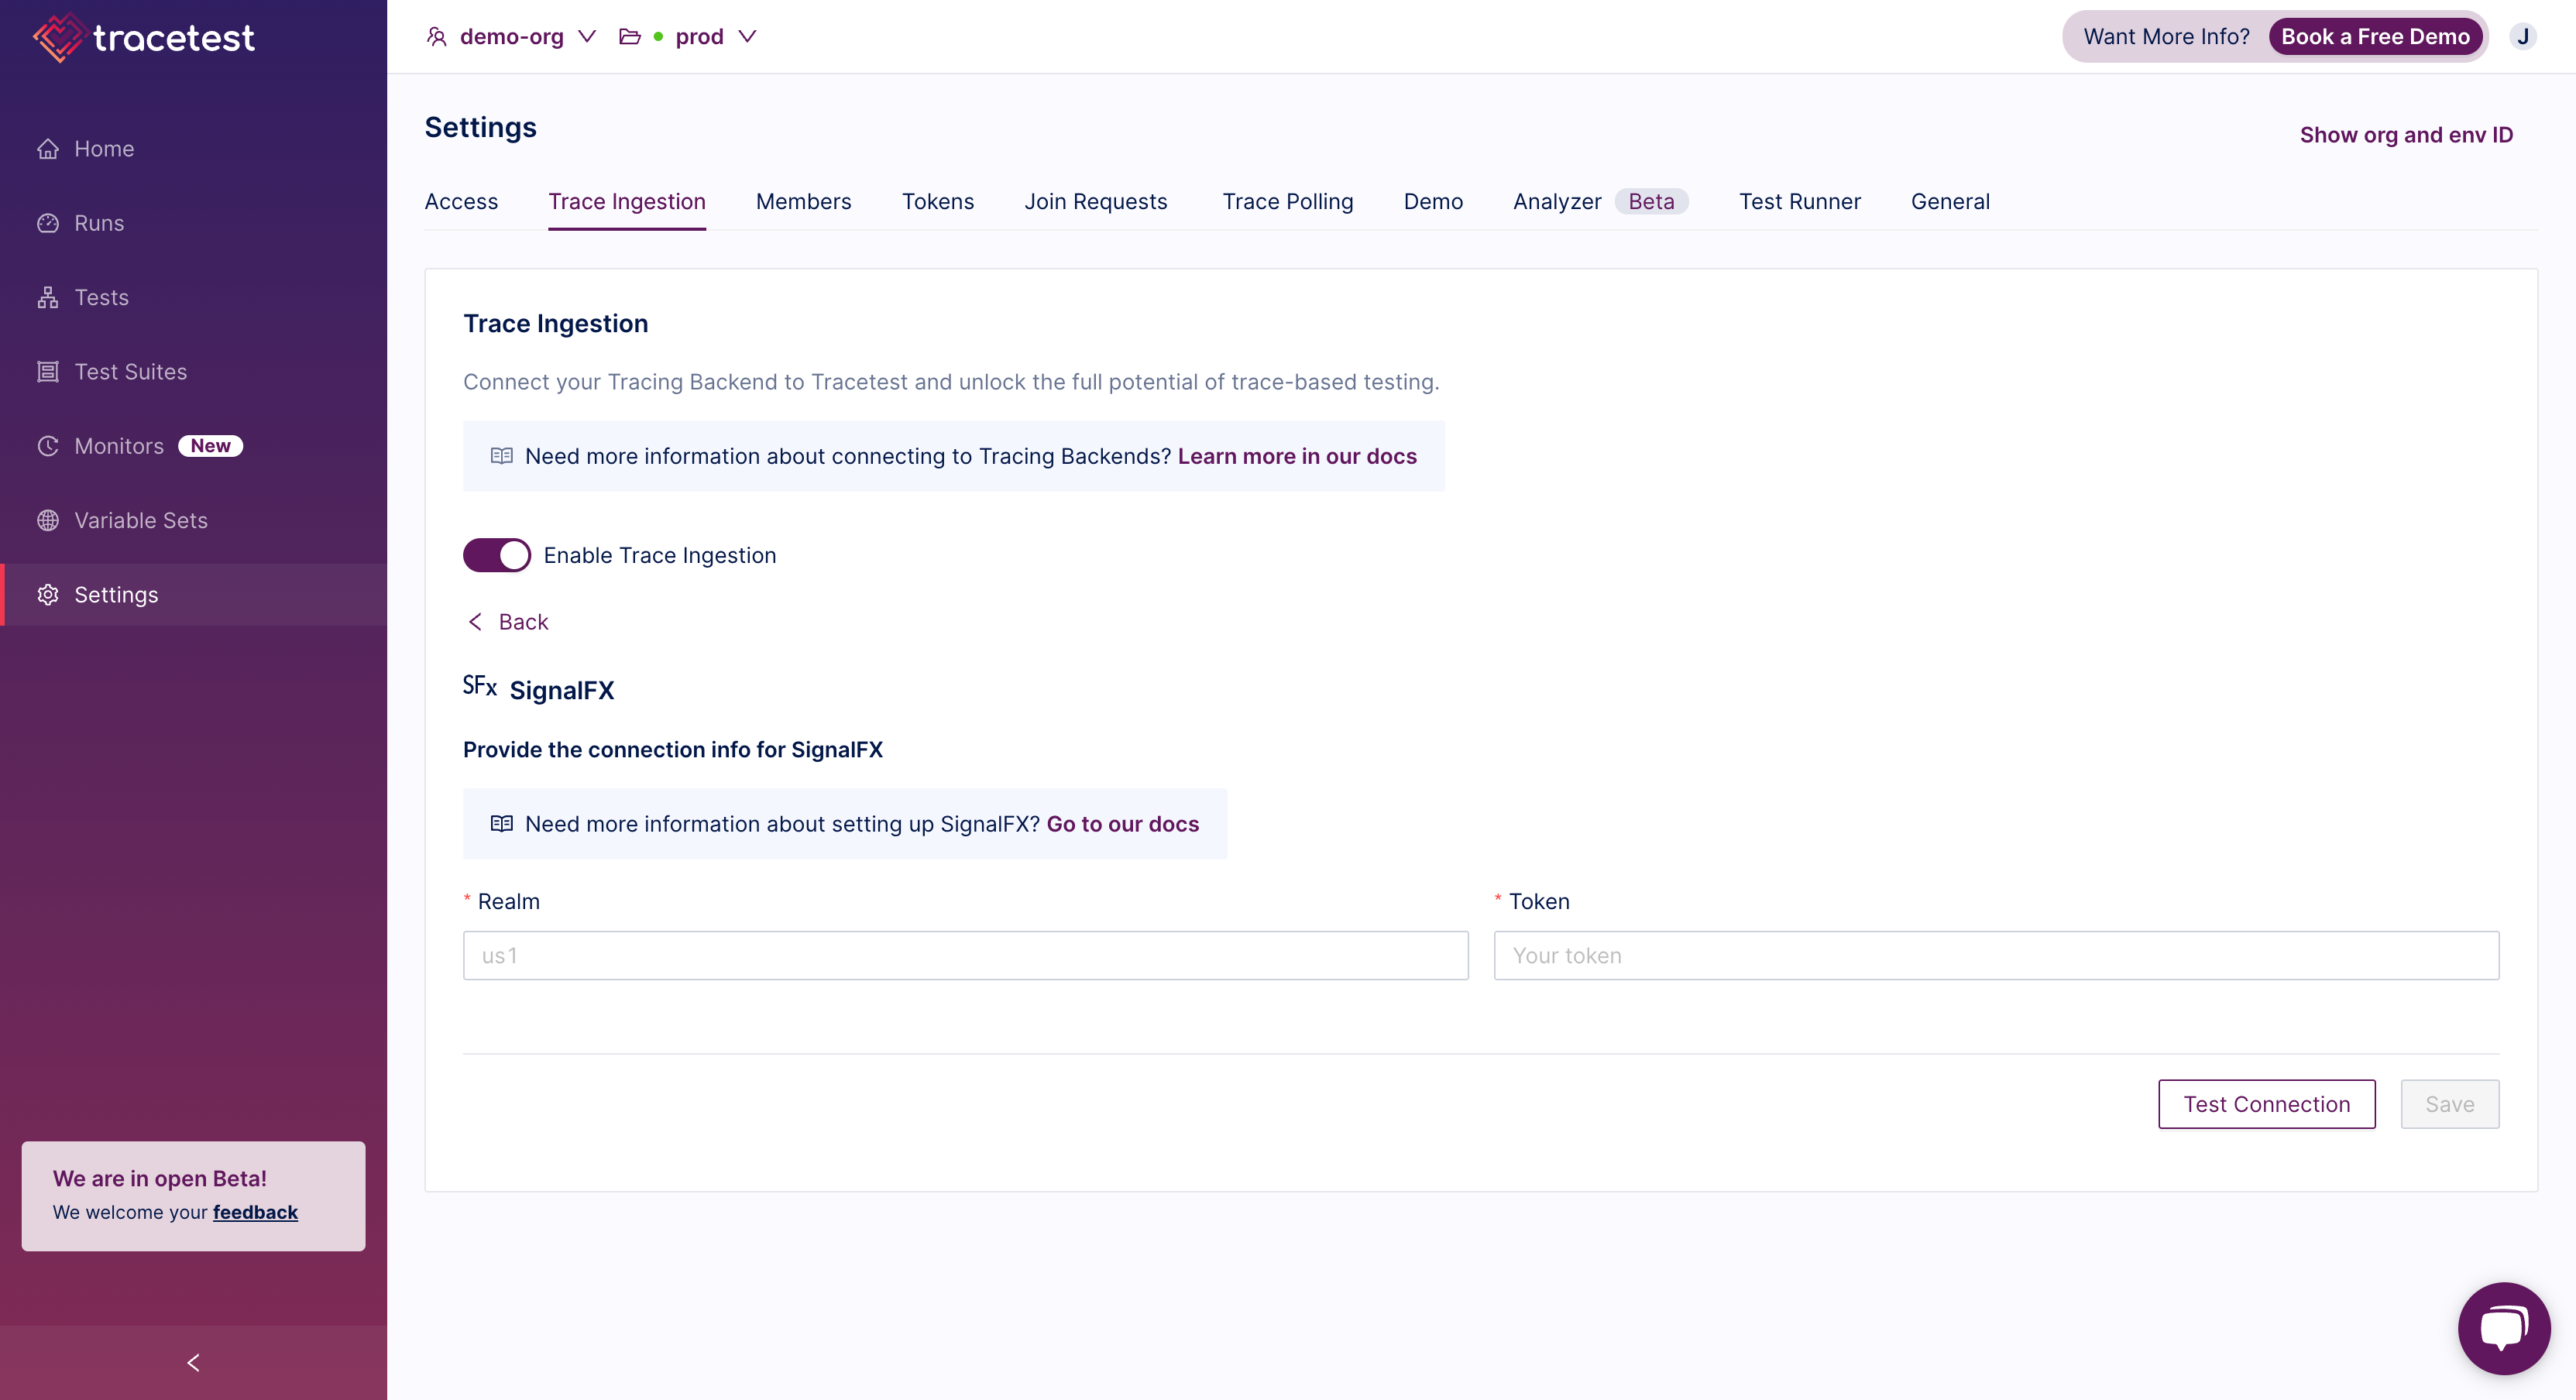 tracetest
demo-org
prod
Want More Info?
Book a Free Demo
J
Home
Runs
Tests
Test Suites
Monitors New
Variable Sets
Settings
We are in open Beta!
We welcome your feedback
Settings
Show org and env ID
Access
Trace Ingestion
Members
Tokens
Join Requests
Trace Polling
Demo
Analyzer Beta
Test Runner
General
Trace Ingestion
Connect your Tracing Backend to Tracetest and unlock the full potential of trace-based testing.
Need more information about connecting to Tracing Backends? Learn more in our docs
Enable Trace Ingestion
Back
SFx SignalFX
Provide the connection info for SignalFX
Need more information about setting up SignalFX? Go to our docs
* Realm
us1
* Token
Your token
Test Connection
Save